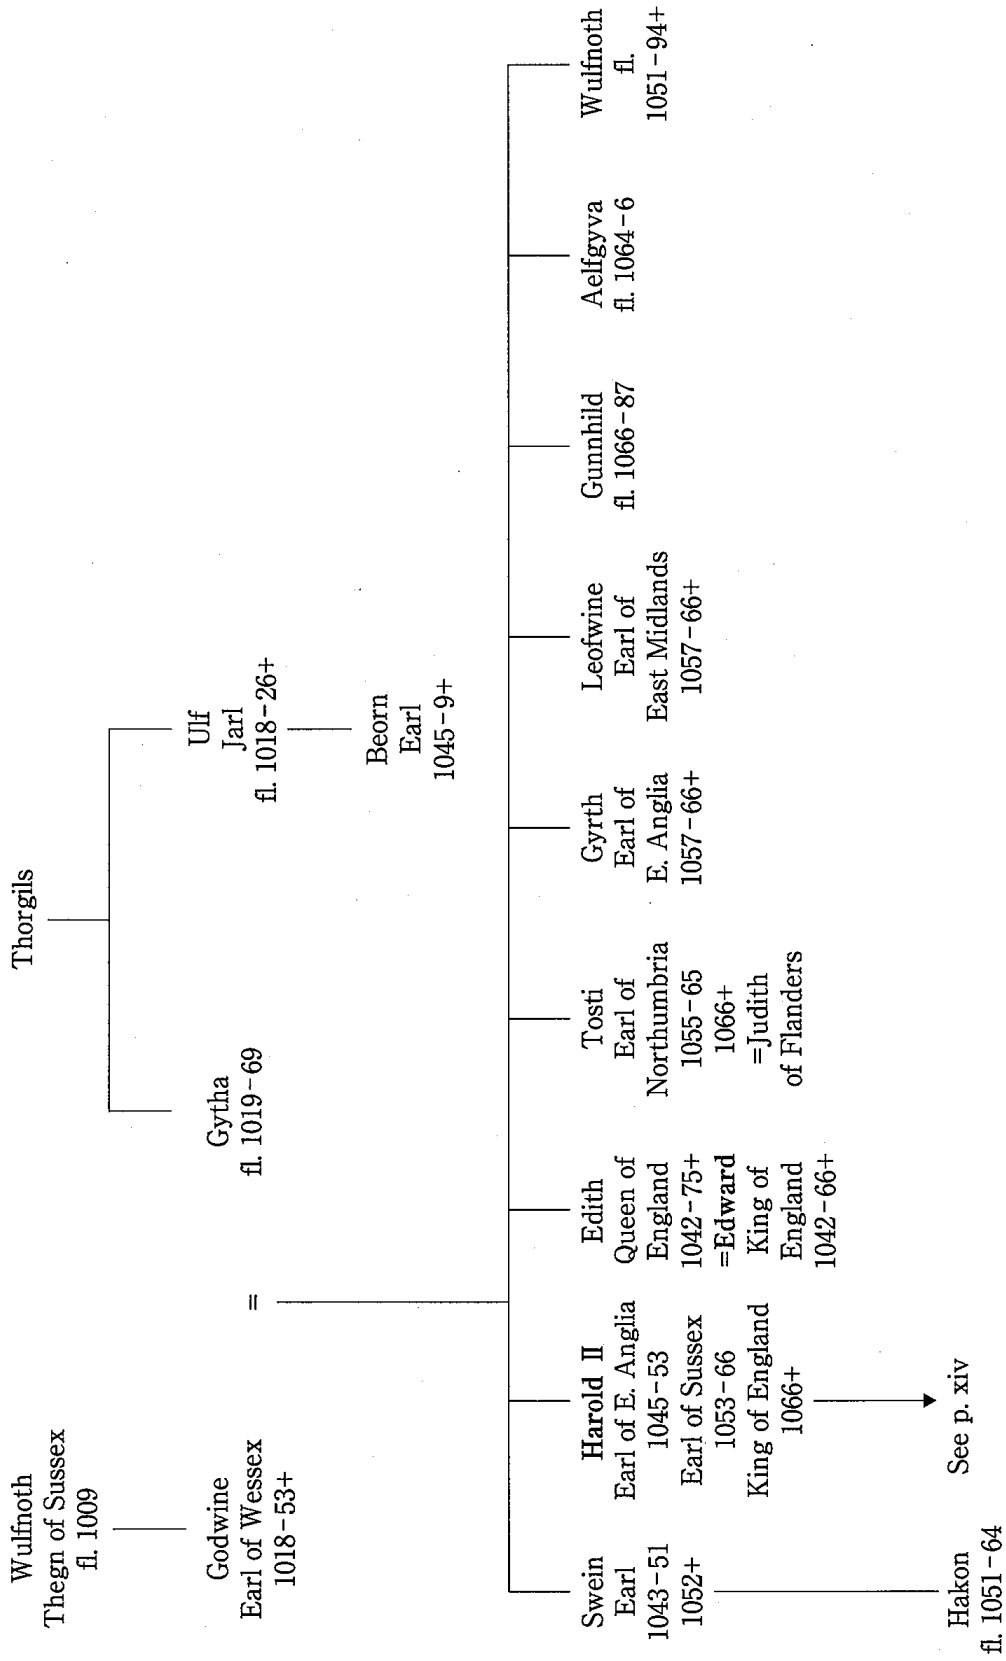 Wulfnoth
Thegn of Sussex
fl. 1009
Thorgils
Godwine
Earl of Wessex
1018-53+
=
Gytha
fl. 1019-69
Ulf
Jarl
fl. 1018-26+
Beorn
Earl
1045-9+
Swein
Earl
1043-51
1052+
Harold II
Earl of E. Anglia
1045-53
Earl of Sussex
1053-66
King of England
1066+
Edith
Queen of
England
1042-75+
=Edward
King of
England
1042-66+
Tosti
Earl of
Northumbria
1055-65
1066+
=Judith
of Flanders
Gyrth
Earl of
E. Anglia
1057-66+
Leofwine
Earl of
East Midlands
1057-66+
Gunnhild
fl. 1066-87
Aelfgyva
fl. 1064-6
Wulfnoth
fl.
1051-94+
Hakon
fl. 1051-64
See p. xiv